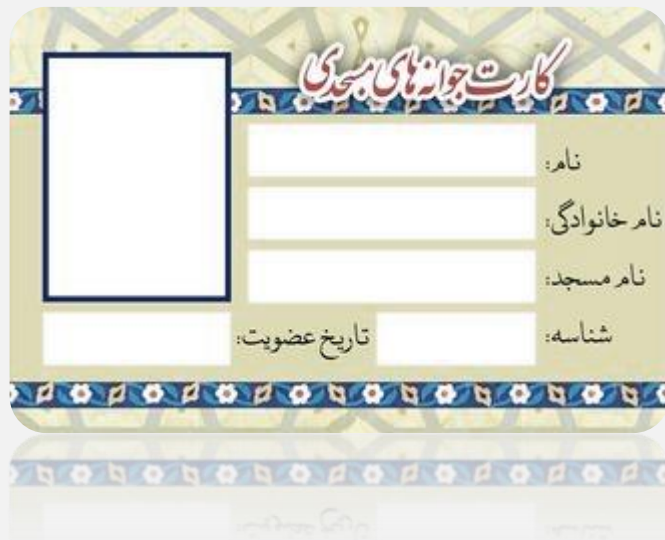 کارت جوانه های مسجدی
نام:
نام خانوادگی:
نام مسجد:
شناسه: تاریخ عضویت: